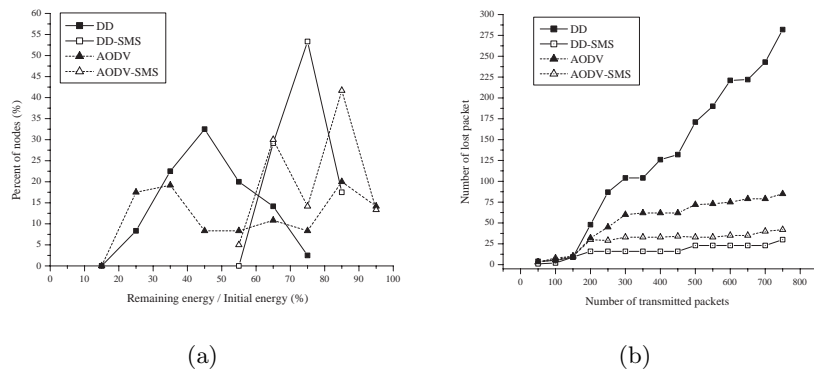 DD
DD-SMS
AODV
AODV-SMS
Percent of nodes (%)
60
55
50
45
40
35
30
25
20
15
10
5
0
0 10 20 30 40 50 60 70 80 90 100
Remaining energy / Initial energy (%)
(a)
DD
DD-SMS
AODV
AODV-SMS
Number of lost packet
300
275
250
225
200
175
150
125
100
75
50
25
0
0 100 200 300 400 500 600 700 800
Number of transmitted packets
(b)